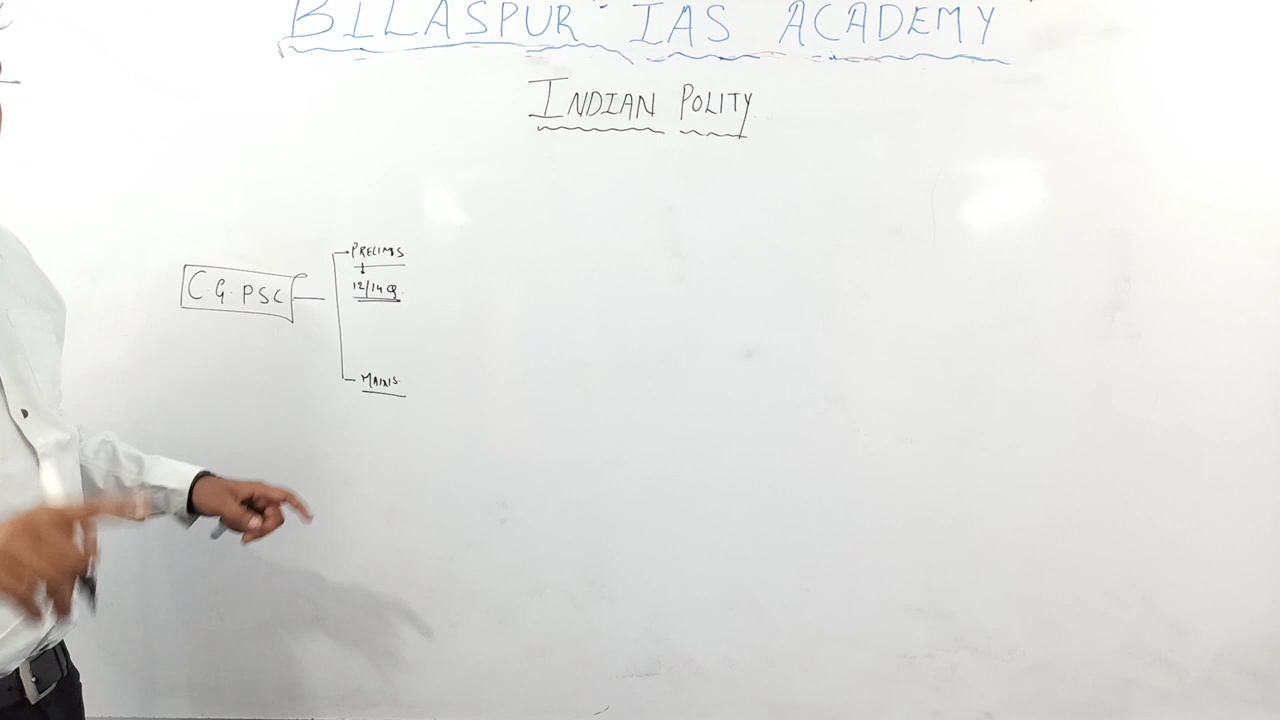 BILASPUR IAS ACADEMY
INDIAN POLITY
C.G.PSC
PRELIMS
12/14 Q.
MAINS.